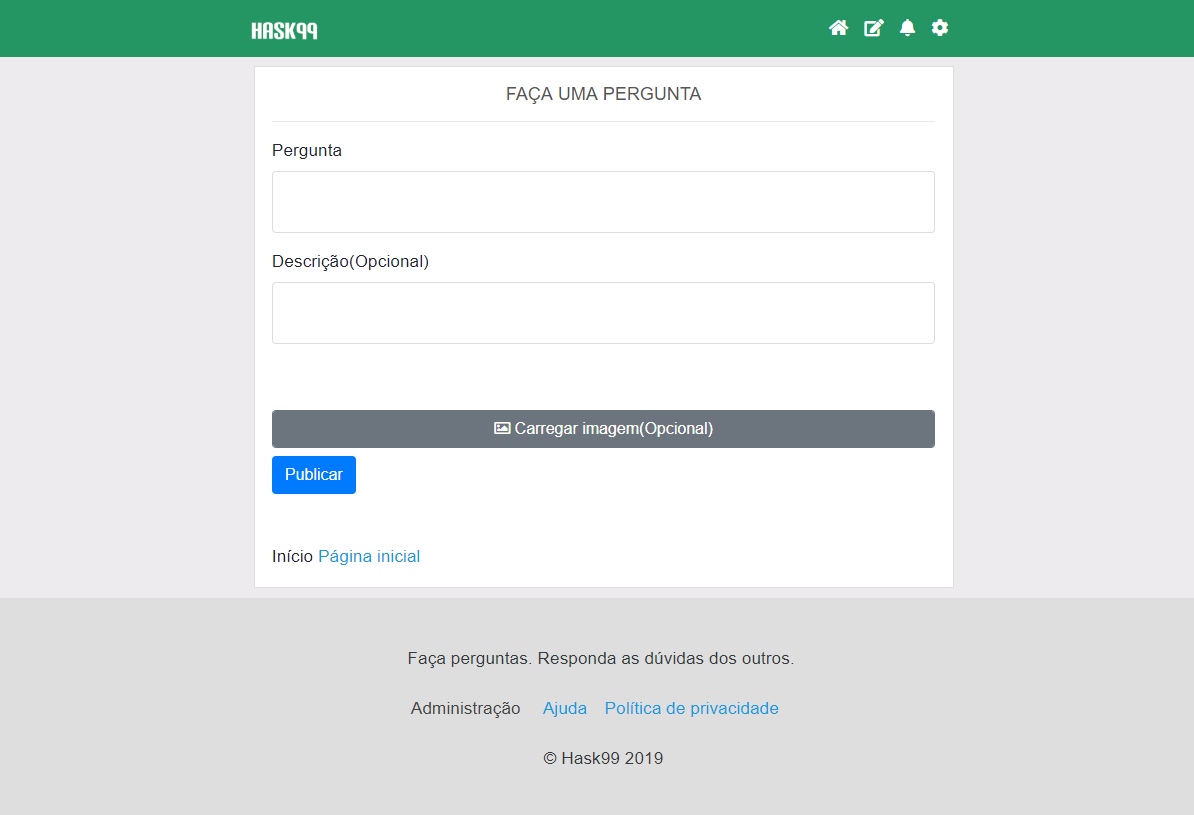 HASK99
FAÇA UMA PERGUNTA
Pergunta
Descrição(Opcional)
Carregar imagem(Opcional)
Publicar
Início Página inicial
Faça perguntas. Responda as dúvidas dos outros.
Administração Ajuda Política de privacidade
© Hask99 2019